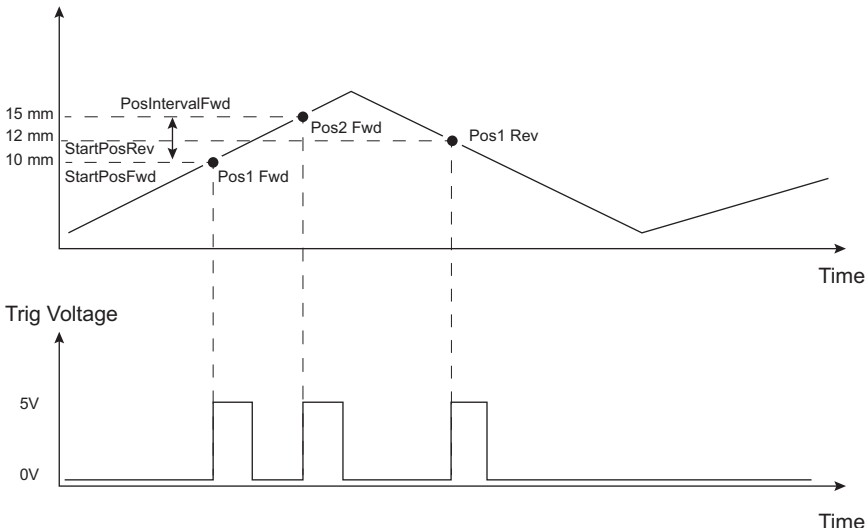 PosIntervalFwd
15 mm
Pos2 Fwd
12 mm
Pos1 Rev
StartPosRev
10 mm
StartPosFwd
Pos1 Fwd
Time
Trig Voltage
5V
0V
Time